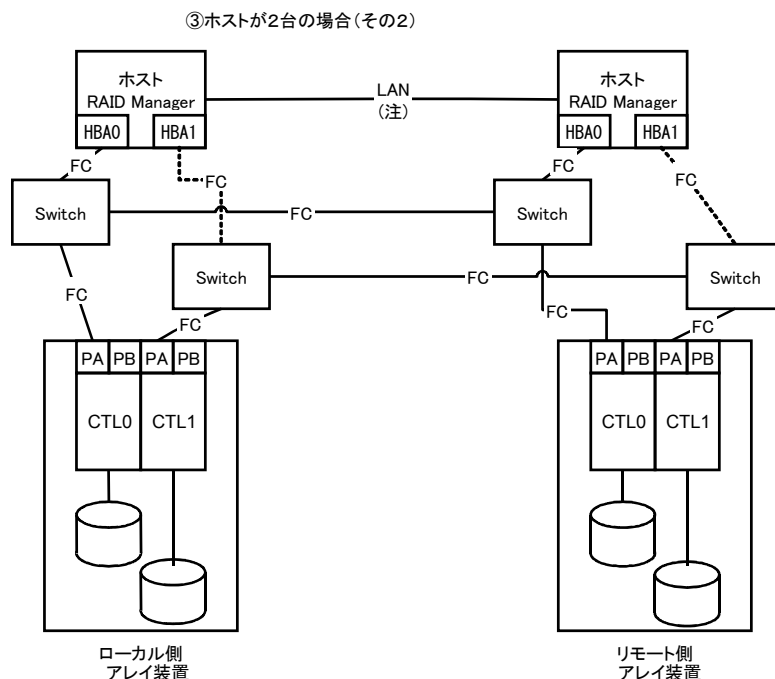 ③ホストが2台の場合（その2）
ホスト
RAID Manager
HBA0
HBA1
LAN
（注）
ホスト
RAID Manager
HBA0
HBA1
FC
FC
FC
FC
Switch
FC
Switch
Switch
FC
Switch
FC
FC
FC
FC
PA
PB
PA
PB
CTL0
CTL1
PA
PB
PA
PB
CTL0
CTL1
ローカル側
アレイ装置
リモート側
アレイ装置